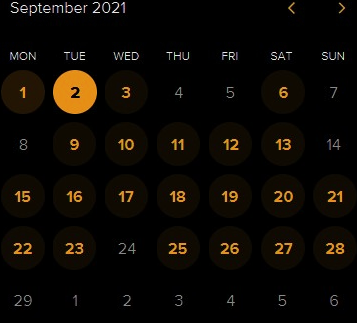 September 2021
MON TUE WED THU FRI SAT SUN
1 2 3 4 5 6 7
8 9 10 11 12 13 14
15 16 17 18 19 20 21
22 23 24 25 26 27 28
29 1 2 3 4 5 6